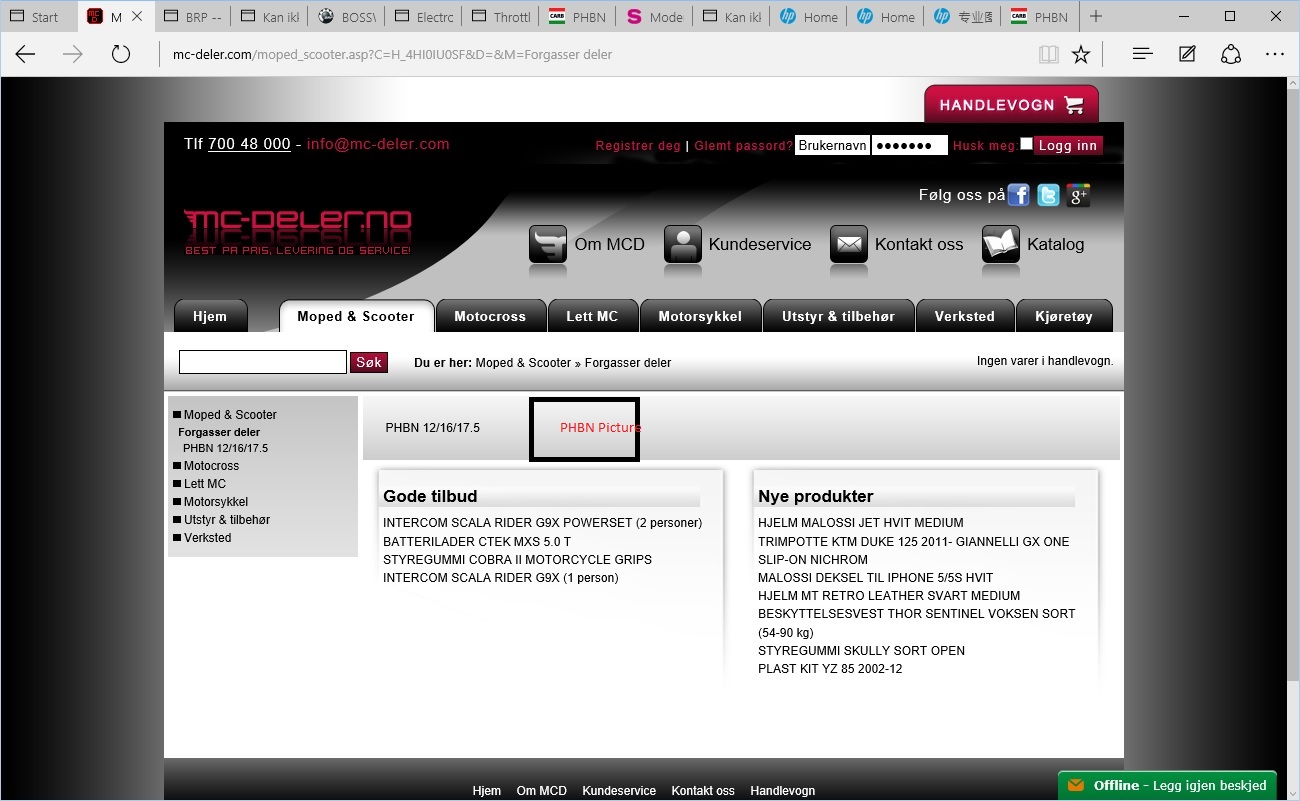 Start
M
BRP --
Kan ikl
BOSS\
Electrc
Throttl
PHBN
Mode
Kan ikl
Home
Home
PHBN
mc-deler.com/moped_scooter.asp?C=H_4HI0IU0SF&D=&M=Forgasser deler
HANDLEVOGN
Tlf 700 48 000 - info@mc-deler.com
Registrer deg | Glemt passord? Brukernavn ●●●●●●● Husk meg: Logg inn
Følg oss på
MC-DELER.NO
BEST PA PRIS, LEVERING OG SERVICE!
Om MCD Kundeservice Kontakt oss Katalog
Hjem Moped & Scooter Motocross Lett MC Motorsykkel Utstyr & tilbehør Verksted Kjøretøy
Søk Du er her: Moped & Scooter » Forgasser deler Ingen varer i handlevogn.
Moped & Scooter
Forgasser deler
PHBN 12/16/17.5
Motocross
Lett MC
Motorsykkel
Utstyr & tilbehør
Verksted
PHBN 12/16/17.5 PHBN Picture
Gode tilbud
INTERCOM SCALA RIDER G9X POWERSET (2 personer)
BATTERILADER CTEK MXS 5.0 T
STYREGUMMI COBRA II MOTORCYCLE GRIPS
INTERCOM SCALA RIDER G9X (1 person)
Nye produkter
HJELM MALOSSI JET HVIT MEDIUM
TRIMPOTTE KTM DUKE 125 2011- GIANNELLI GX ONE
SLIP-ON NICHROM
MALOSSI DEKSEL TIL IPHONE 5/5S HVIT
HJELM MT RETRO LEATHER SVART MEDIUM
BESKYTTELSESVEST THOR SENTINEL VOKSEN SORT
(54-90 kg)
STYREGUMMI SKULLY SORT OPEN
PLAST KIT YZ 85 2002-12
Hjem Om MCD Kundeservice Kontakt oss Handlevogn
Offline - Legg igjen beskjed